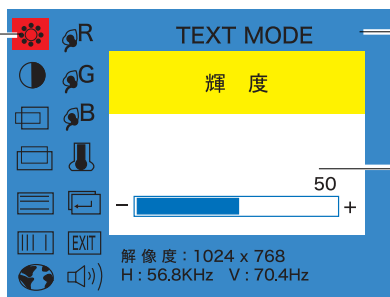 R
TEXT MODE
G
輝 度
B
50
- +
EXIT
解 像 度：1024 x 768
H : 56.8KHz V : 70.4Hz